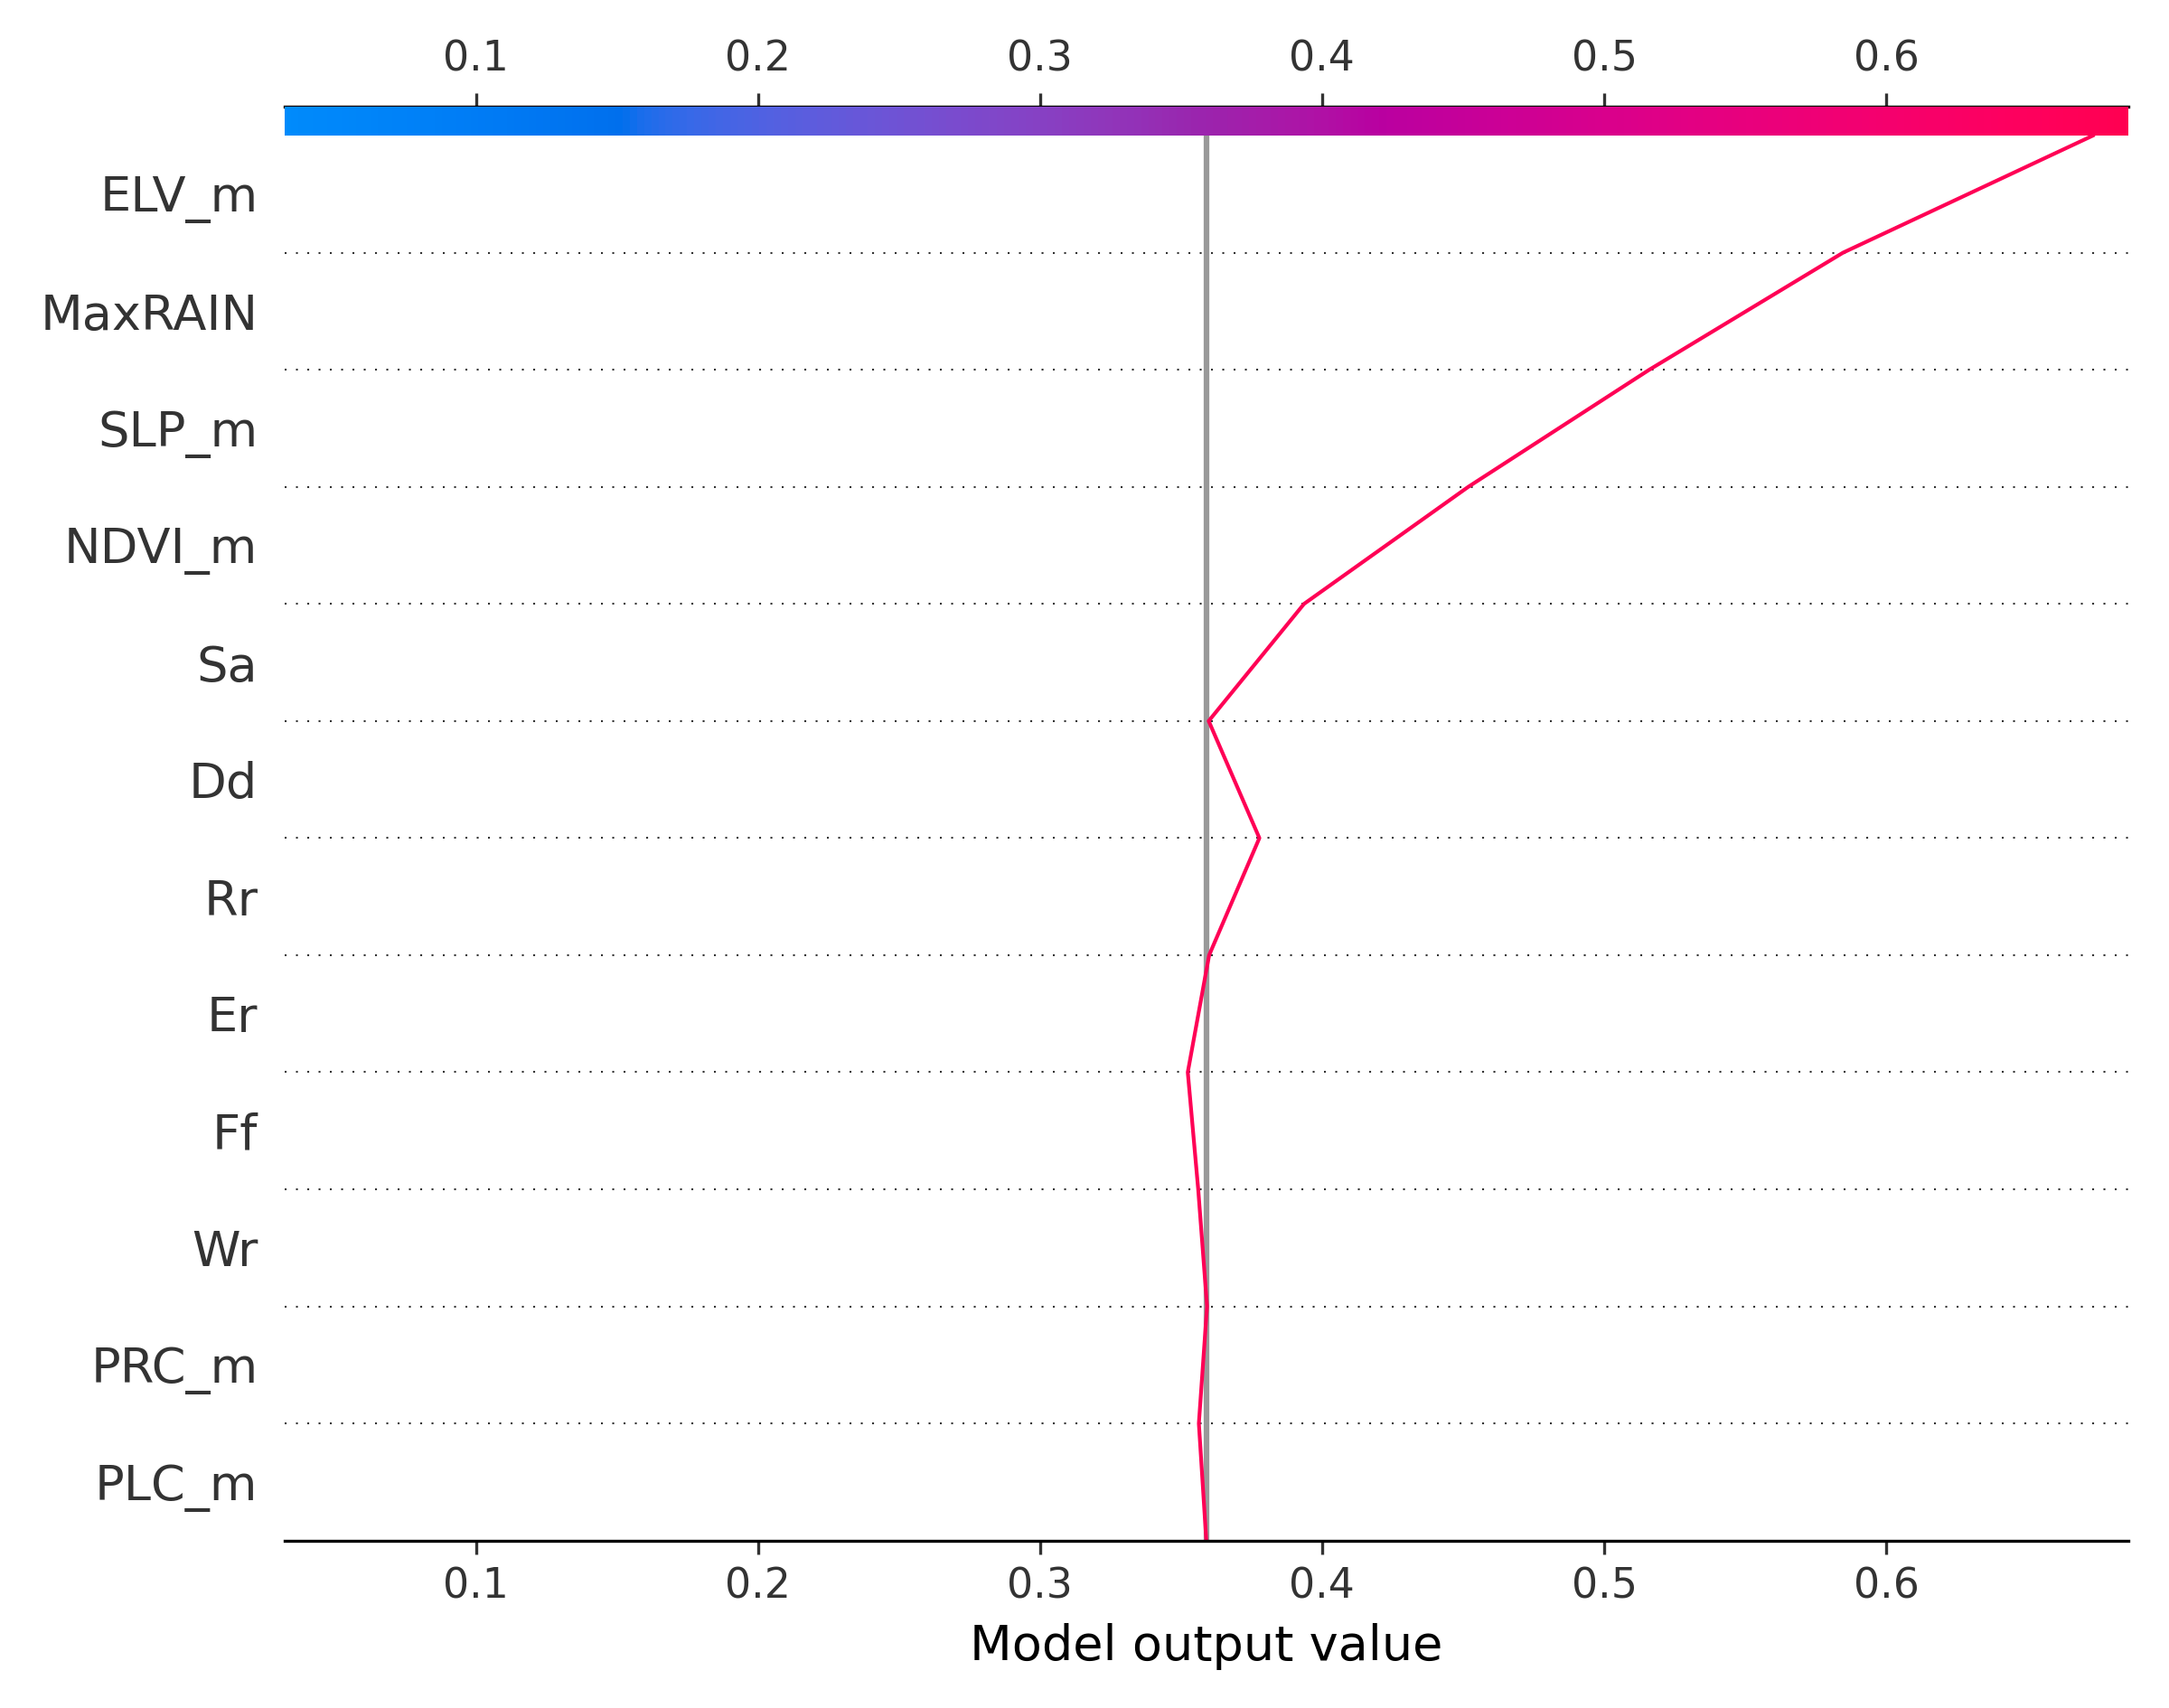 0.1 0.2 0.3 0.4 0.5 0.6
ELV_m
MaxRAIN
SLP_m
NDVI_m
Sa
Dd
Rr
Er
Ff
Wr
PRC_m
PLC_m
0.1 0.2 0.3 0.4 0.5 0.6
Model output value